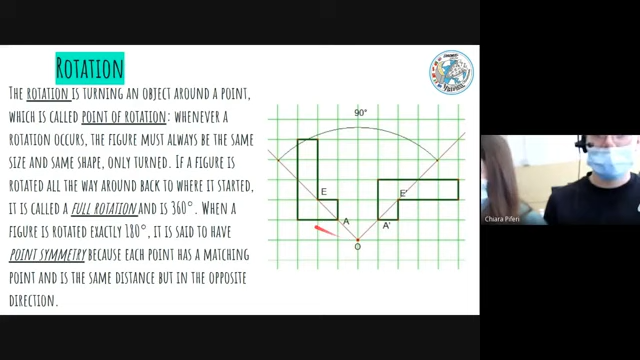 Rotation
The rotation is turning an object around a point,
which is called point of rotation: whenever a
rotation occurs, the figure must always be the same
size and same shape, only turned. If a figure is
rotated all the way around back to where it started,
it is called a full rotation and is 360°. When a
figure is rotated exactly 180°, it is said to have
point symmetry because each point has a matching
point and is the same distance but in the opposite
direction.
90°
E
E'
A
A'
O
Chiara Piferi